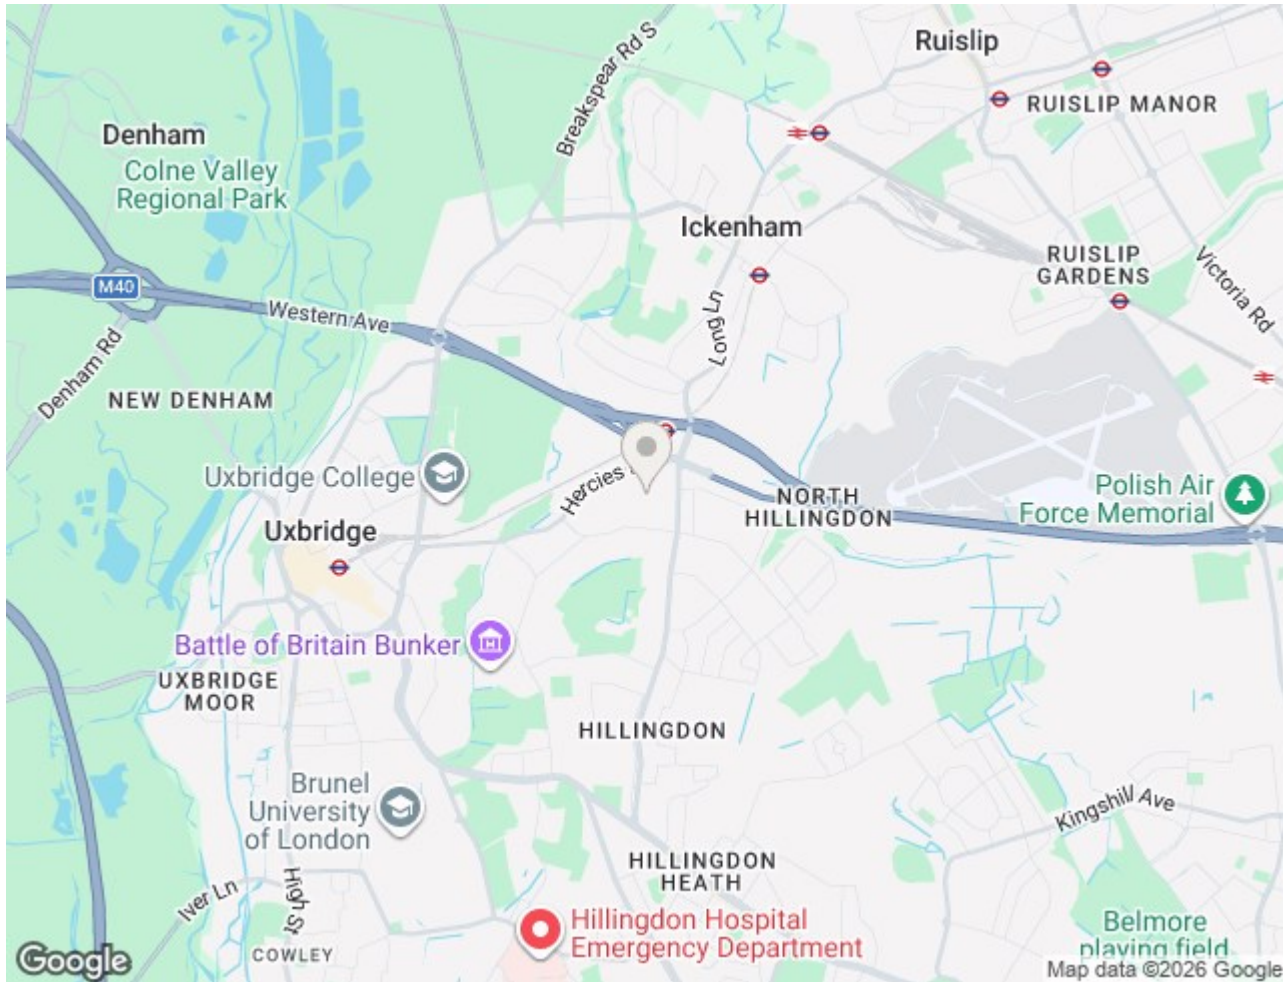 Ruislip
RUISLIP MANOR
Breakspear Rd S
Denham
Colne Valley
Regional Park
Ickenham
RUISLIP
GARDENS
Victoria Rd
M40
Western Ave
Long Ln
Denham Rd
NEW DENHAM
Uxbridge College
Hercies
NORTH
HILLINGDON
Polish Air
Force Memorial
Uxbridge
Battle of Britain Bunker
UXBRIDGE
MOOR
HILLINGDON
Brunel
University
of London
Kingshill Ave
HILLINGDON
HEATH
Iver Ln
High St
Hillingdon Hospital
Emergency Department
Belmore
playing field
COWLEY
Google
Map data ©2026 Google